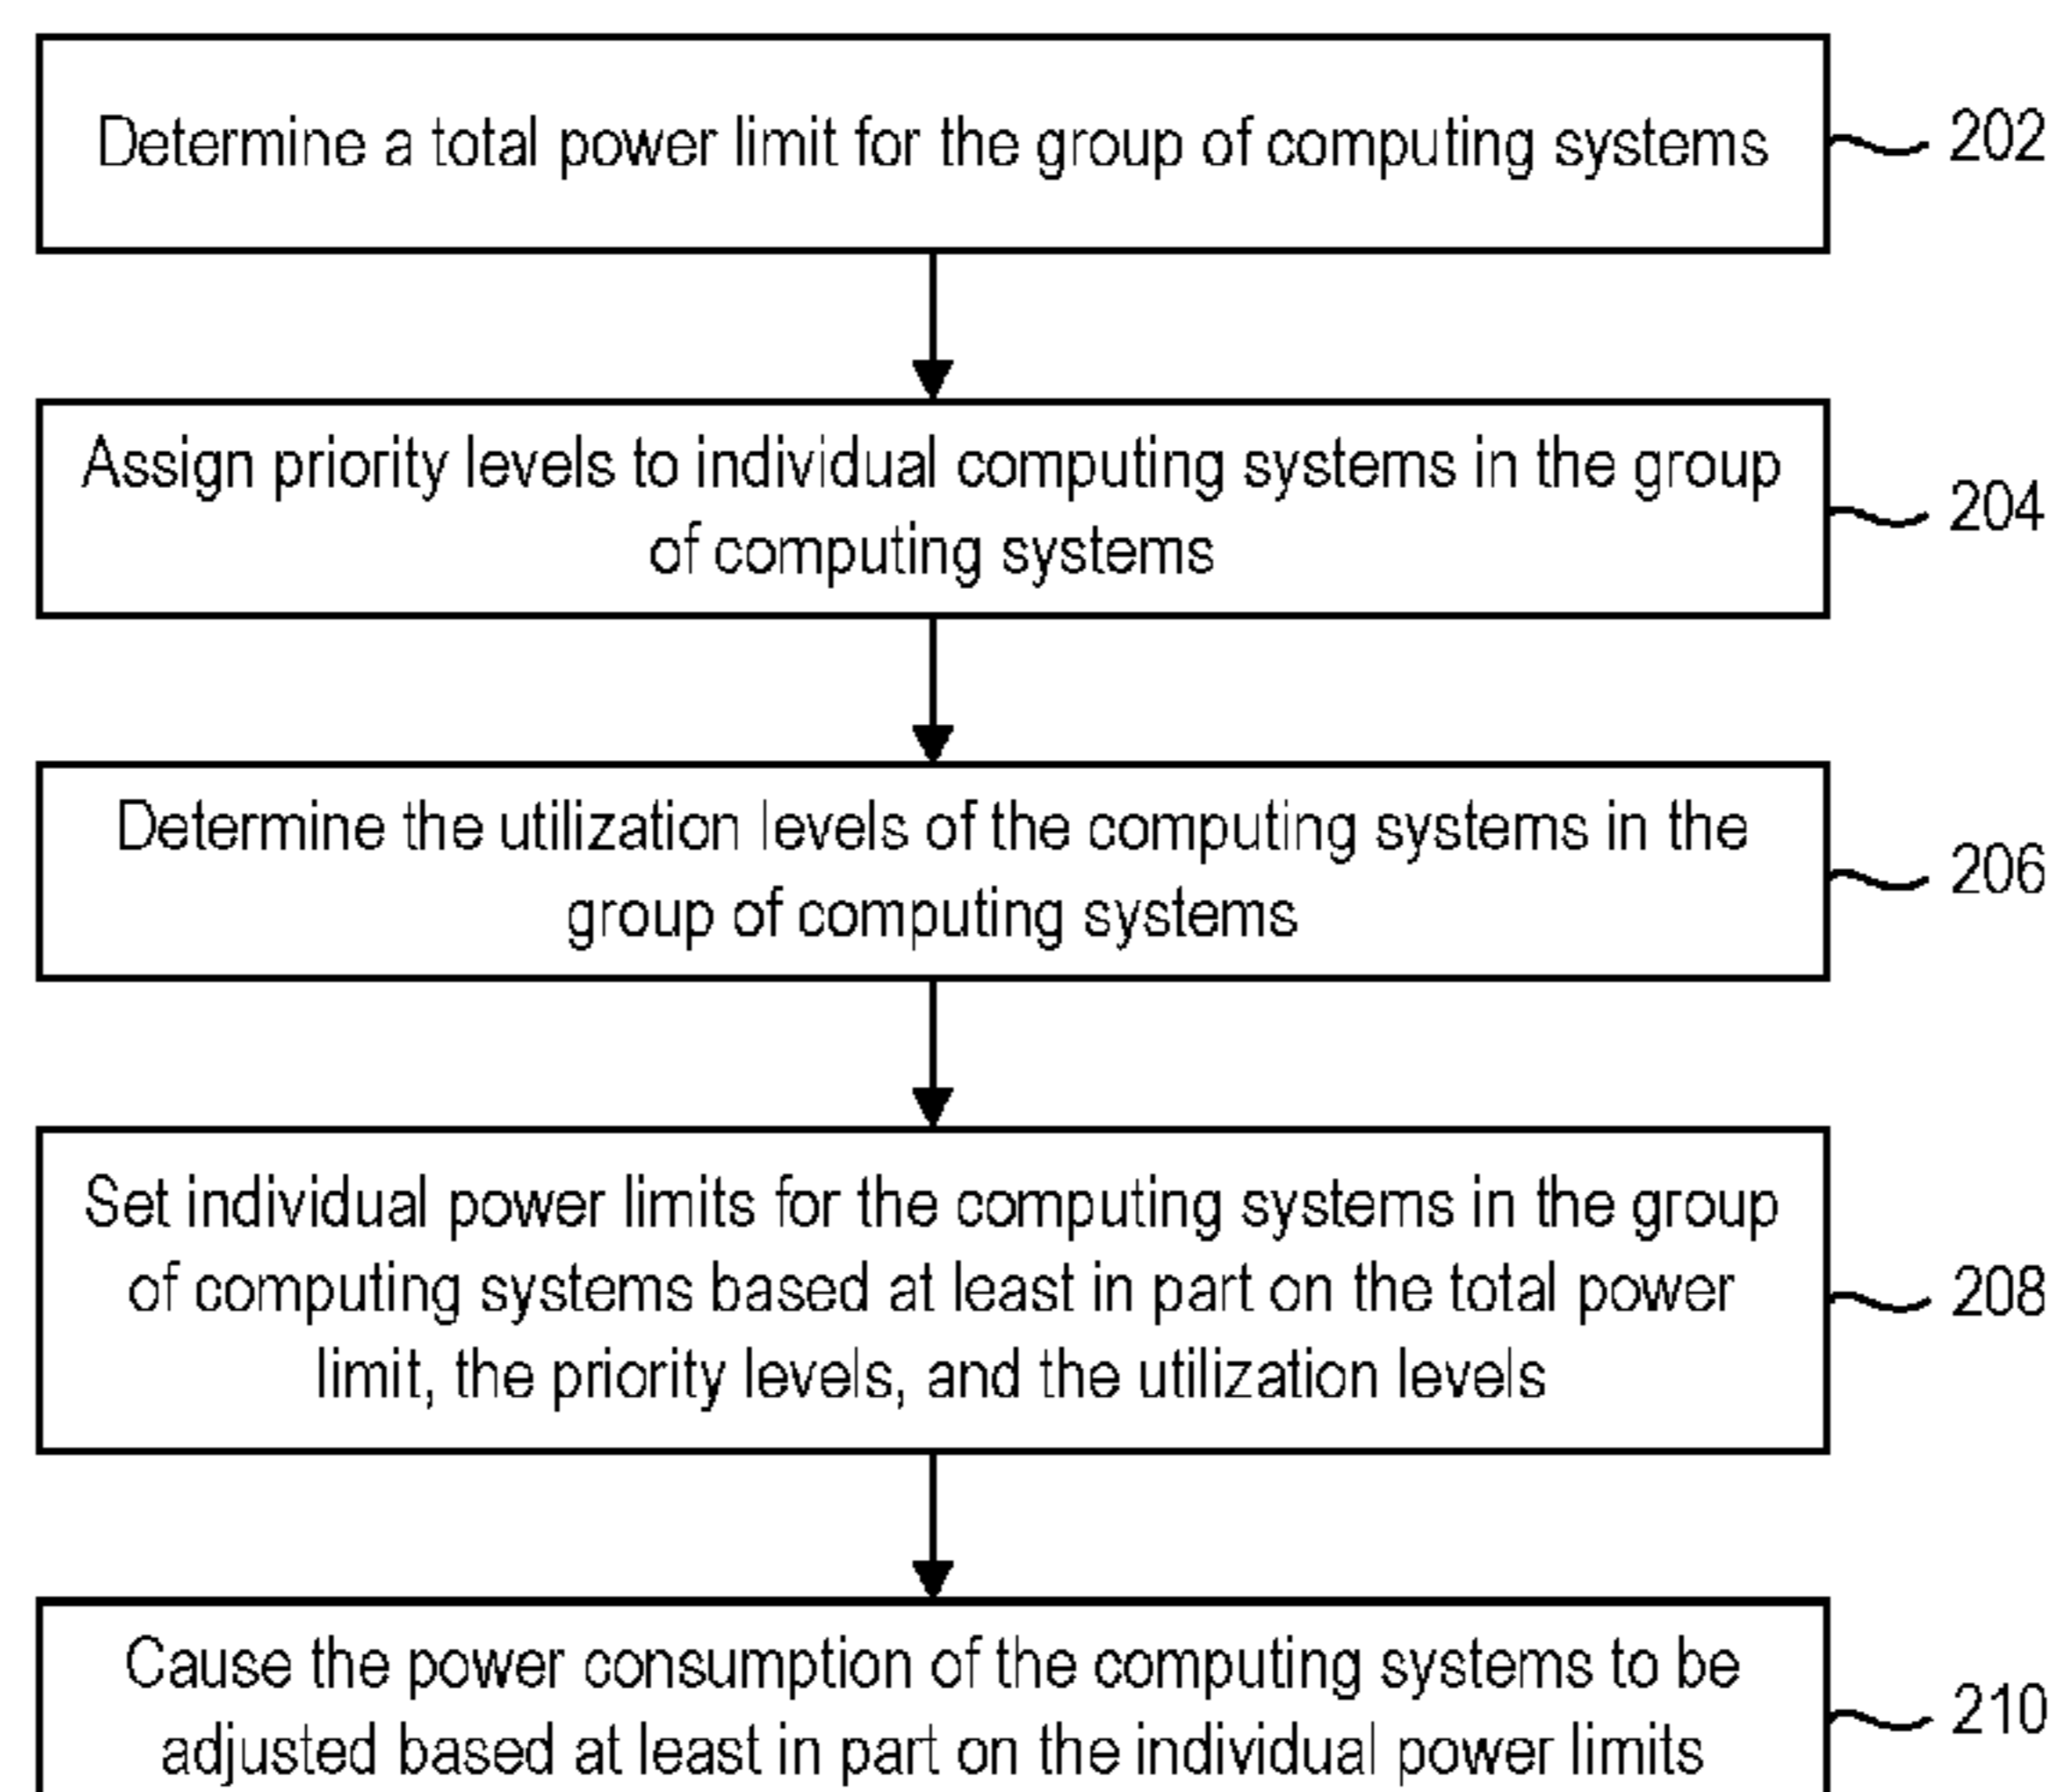 Determine a total power limit for the group of computing systems
202
Assign priority levels to individual computing systems in the group
of computing systems
204
Determine the utilization levels of the computing systems in the
group of computing systems
206
Set individual power limits for the computing systems in the group
of computing systems based at least in part on the total power
limit, the priority levels, and the utilization levels
208
Cause the power consumption of the computing systems to be
adjusted based at least in part on the individual power limits
210